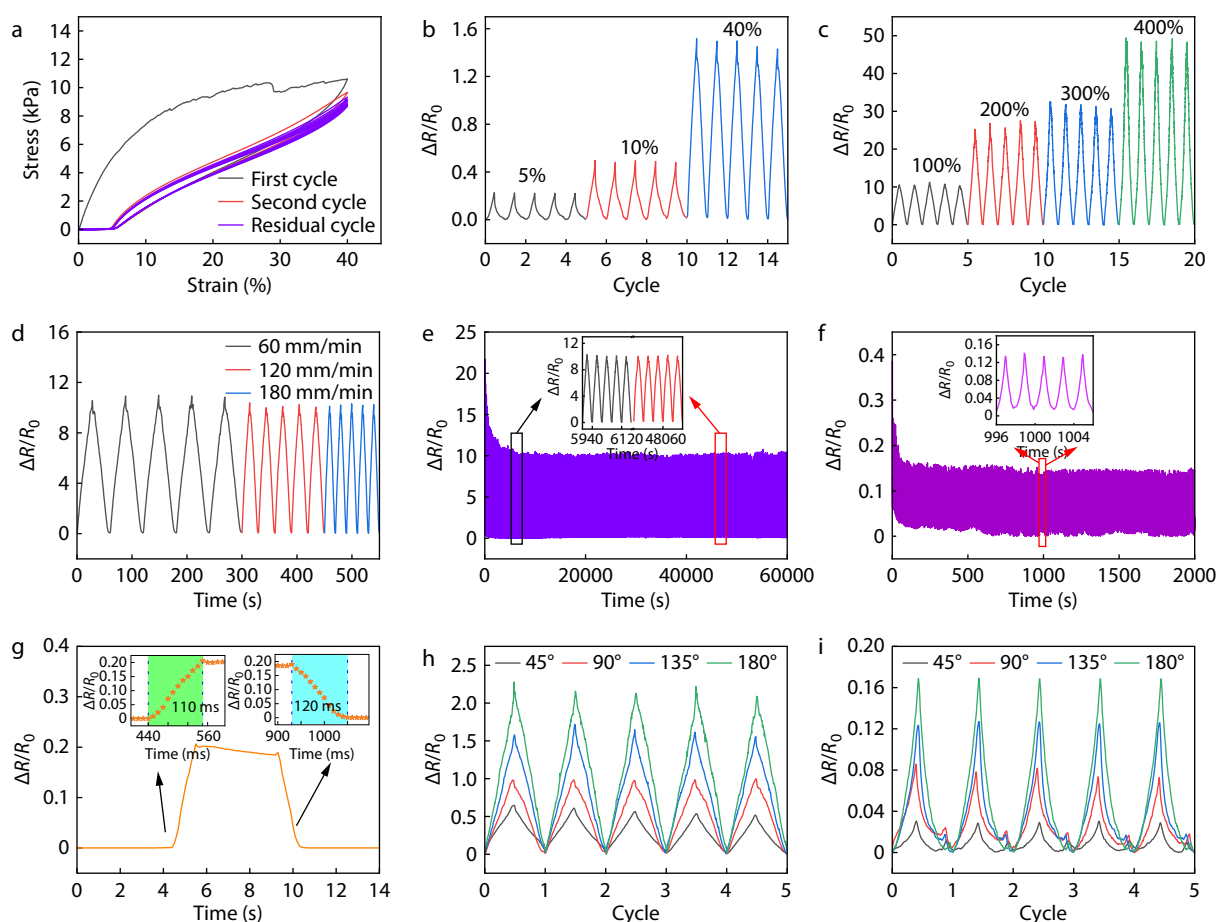 a
Stress (kPa)
14
12
10
8
6
4
2
0
First cycle
Second cycle
Residual cycle
0 10 20 30 40
Strain (%)
b
ΔR/R0
1.6
1.2
0.8
0.4
0.0
5%
10%
40%
0 2 4 6 8 10 12 14
Cycle
c
ΔR/R0
50
40
30
20
10
0
100%
200%
300%
400%
0 5 10 15 20
Cycle
d
ΔR/R0
16
12
8
4
0
60 mm/min
120 mm/min
180 mm/min
0 100 200 300 400 500
Time (s)
e
ΔR/R0
25
20
15
10
5
0
ΔR/R0
12
8
4
0
5940 6120 48060
Time (s)
0 20000 40000 60000
Time (s)
f
ΔR/R0
0.4
0.3
0.2
0.1
0
ΔR/R0
0.16
0.12
0.08
0.04
0
996 1000 1004
Time (s)
0 500 1000 1500 2000
Time (s)
g
ΔR/R0
0.4
0.3
0.2
0.1
0
ΔR/R0
0.20
0.15
0.10
0.05
0
110 ms
440 560
Time (ms)
ΔR/R0
0.20
0.15
0.10
0.05
0
120 ms
900 1000
Time (ms)
0 2 4 6 8 10 12 14
Time (s)
h
ΔR/R0
2.5
2.0
1.5
1.0
0.5
0
45° 90° 135° 180°
0 1 2 3 4 5
Cycle
i
ΔR/R0
0.20
0.16
0.12
0.08
0.04
0
45° 90° 135° 180°
0 1 2 3 4 5
Cycle